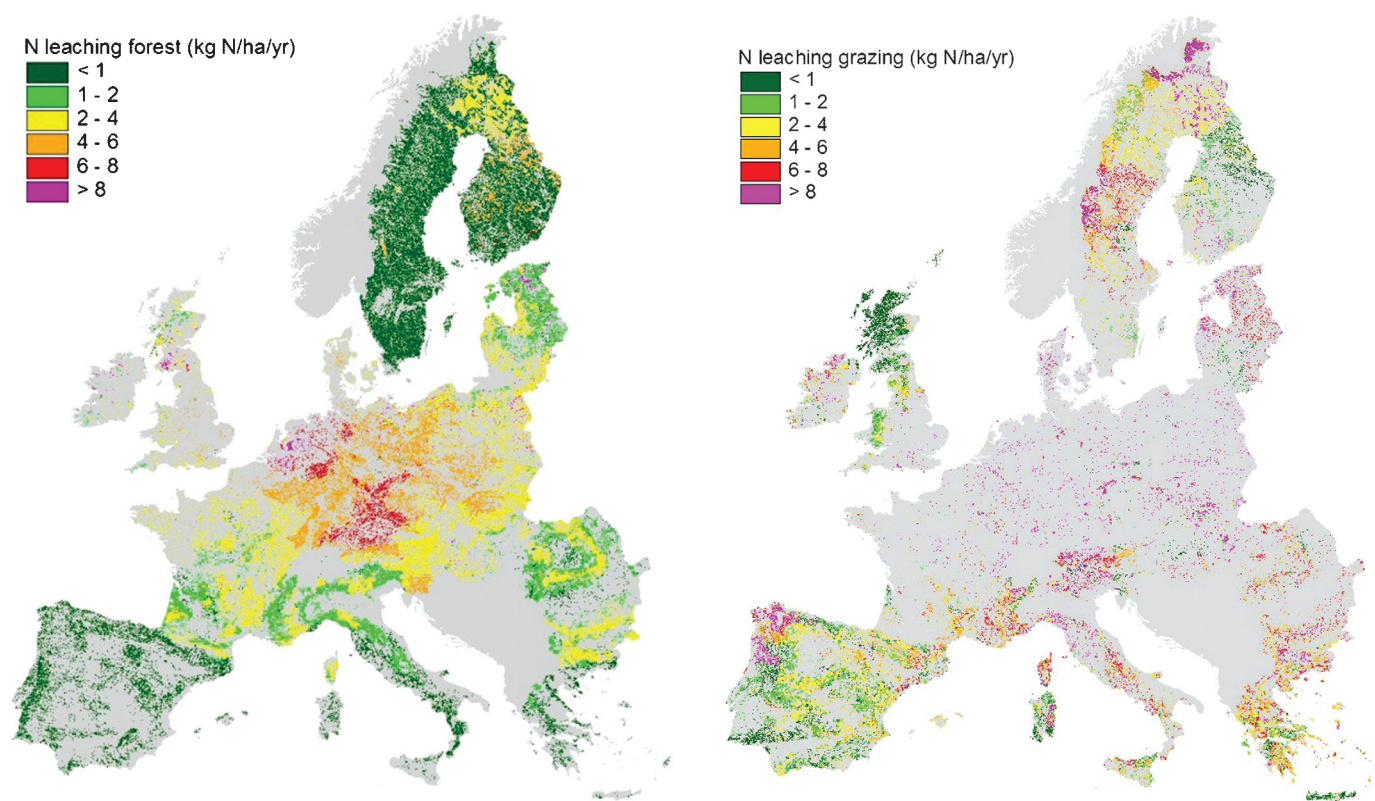 N leaching forest (kg N/ha/yr)
< 1
1 - 2
2 - 4
4 - 6
6 - 8
> 8
N leaching grazing (kg N/ha/yr)
< 1
1 - 2
2 - 4
4 - 6
6 - 8
> 8